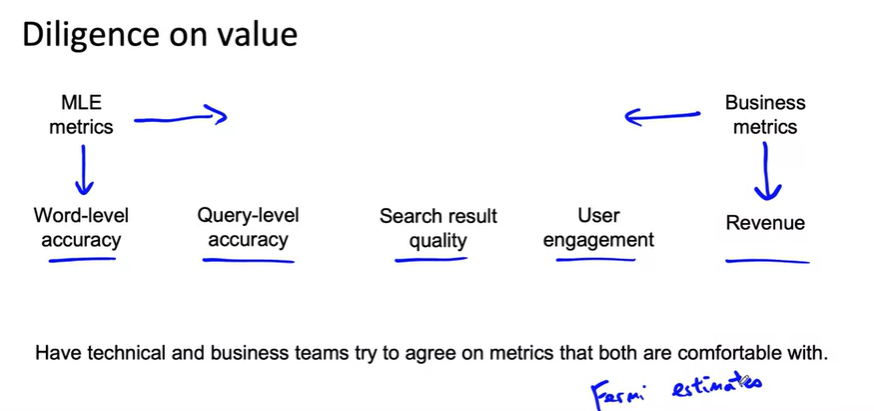 Diligence on value
MLE
metrics
Business
metrics
Word-level
accuracy
Query-level
accuracy
Search result
quality
User
engagement
Revenue
Have technical and business teams try to agree on metrics that both are comfortable with.
Fermi estimates